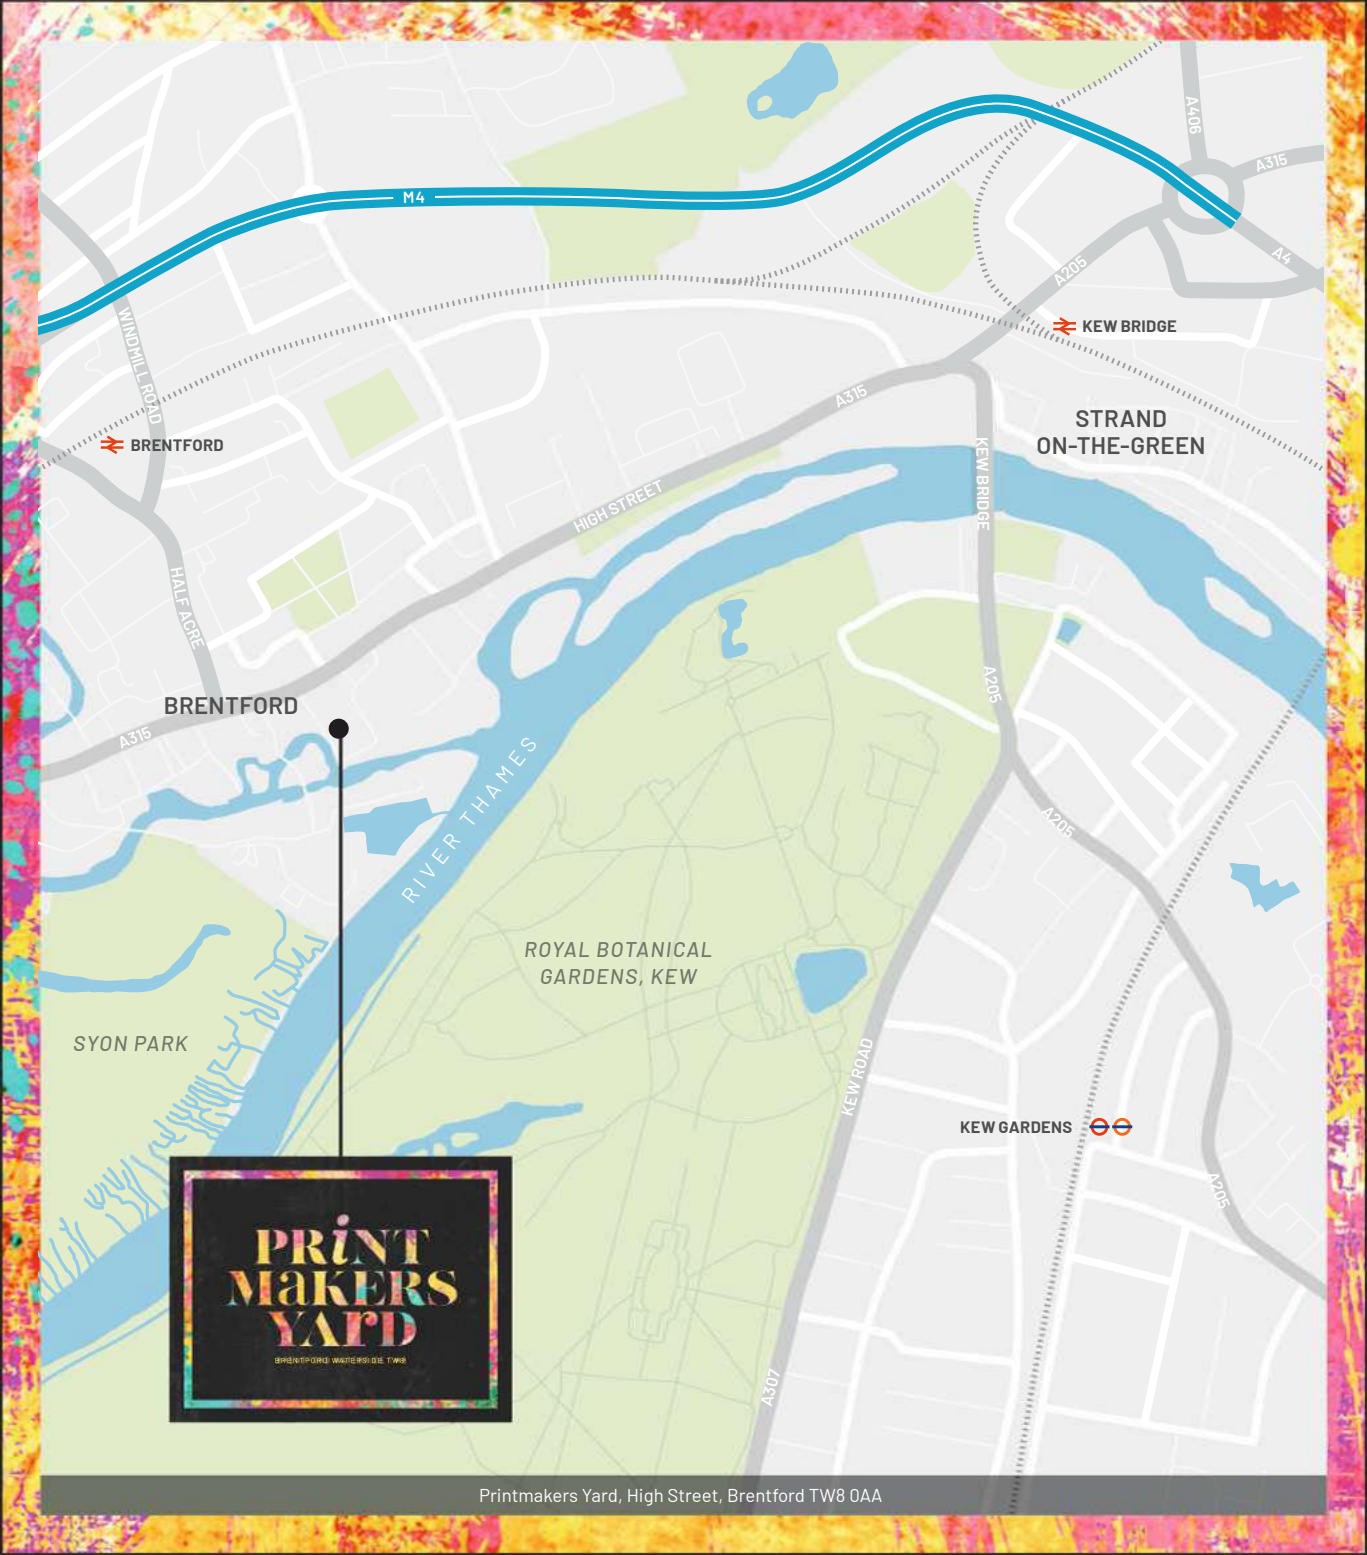 A406
A315
M4
A4
A205
KEW BRIDGE
WINDMILL ROAD
A315
STRAND
ON-THE-GREEN
BRENTFORD
KEW BRIDGE
HIGH STREET
HALF ACRE
A205
BRENTFORD
A315
RIVER THAMES
A205
ROYAL BOTANICAL
GARDENS, KEW
SYON PARK
KEW ROAD
KEW GARDENS
A205
PRiNT
MaKERS
YArD
BRENTFORD WATERSIDE TW8
A307
Printmakers Yard, High Street, Brentford TW8 0AA